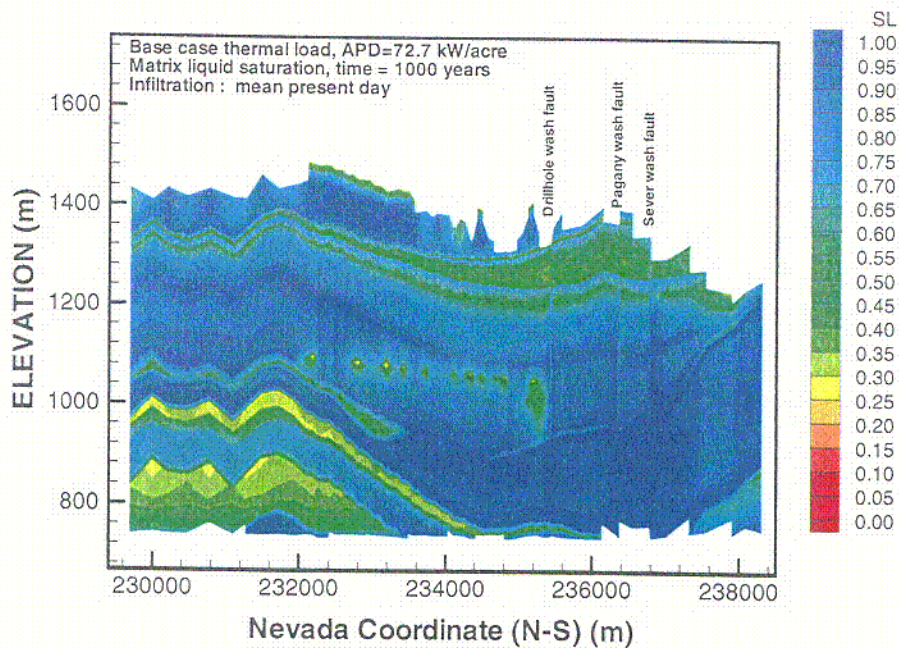 Base case thermal load, APD=72.7 kW/acre
Matrix liquid saturation, time = 1000 years
Infiltration : mean present day
Drillhole wash fault
Pagany wash fault
Sever wash fault
SL
1.00
0.95
0.90
0.85
0.80
0.75
0.70
0.65
0.60
0.55
0.50
0.45
0.40
0.35
0.30
0.25
0.20
0.15
0.10
0.05
0.00
ELEVATION (m)
1600
1400
1200
1000
800
230000 232000 234000 236000 238000
Nevada Coordinate (N-S) (m)